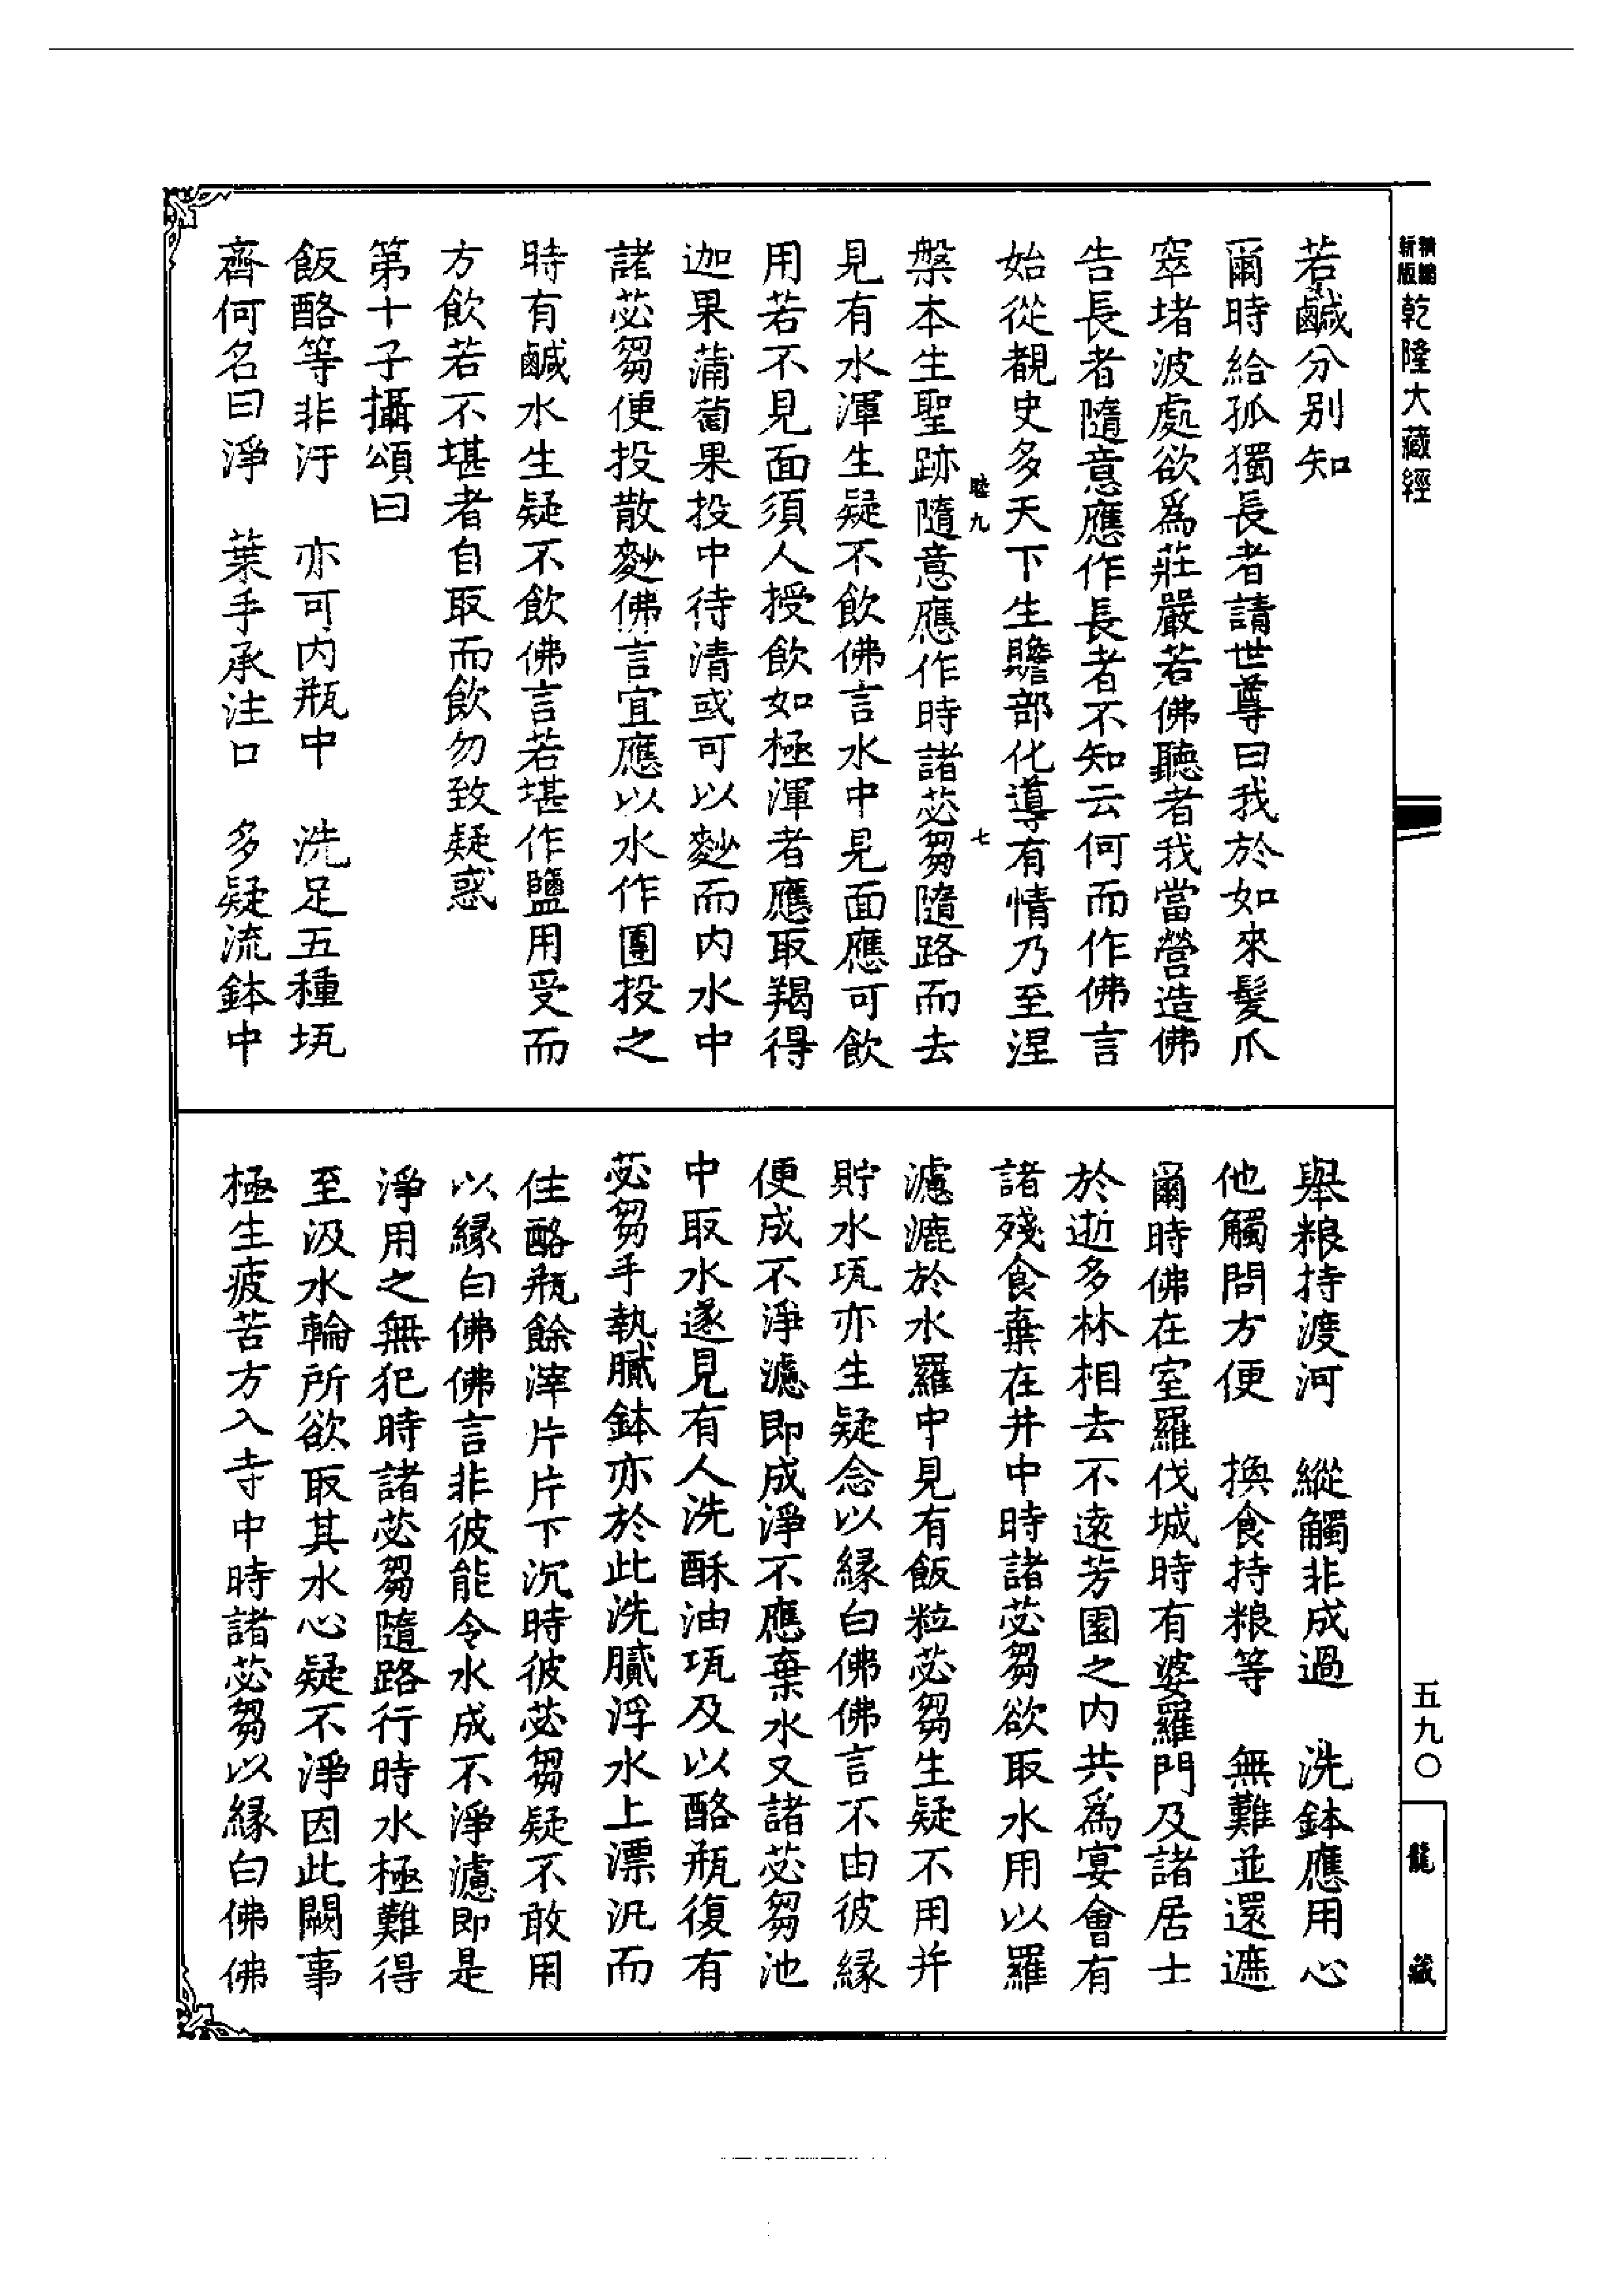 精縮新版乾隆大藏經
若鹹分别知
爾時給孤獨長者請世尊曰我於如來髮爪
窣堵波處欲為莊嚴若佛聽者我當營造佛
告長者隨意應作長者不知云何而作佛言
始從覩史多天下生贍部化導有情乃至涅
睦九 七
槃本生聖跡隨意應作時諸苾芻隨路而去
見有水渾生疑不飲佛言水中見面應可飲
用若不見面須人授飲如極渾者應取羯得
迦果蒲萄果投中待清或可以麨而内水中
諸苾芻便投散麨佛言宜應以水作團投之
時有鹹水生疑不飲佛言若堪作鹽用受而
方飲若不堪者自取而飲勿致疑惑
第十子攝頌曰
飯酪等非汙 亦可内瓶中 洗足五種瓨
齊何名曰淨 葉手承注口 多疑流鉢中
舉粮持渡河 縱觸非成過 洗鉢應用心
他觸問方便 換食持粮等 無難並還遮
爾時佛在室羅伐城時有婆羅門及諸居士
於逝多林相去不遠芳園之内共為宴會有
諸殘食棄在井中時諸苾芻欲取水用以羅
濾漉於水羅中見有飯粒苾芻生疑不用并
貯水瓨亦生疑念以緣白佛佛言不由彼緣
便成不淨濾即成淨不應棄水又諸苾芻池
中取水遂見有人洗酥油瓨及以酪瓶復有
苾芻手執膩鉢亦於此洗膩浮水上漂汎而
住酪瓶餘滓片片下沉時彼苾芻疑不敢用
以緣白佛佛言非彼能令水成不淨濾即是
淨用之無犯時諸苾芻隨路行時水極難得
至汲水輪所欲取其水心疑不淨因此闕事
極生疲苦方入寺中時諸苾芻以緣白佛佛
五九〇
龍藏